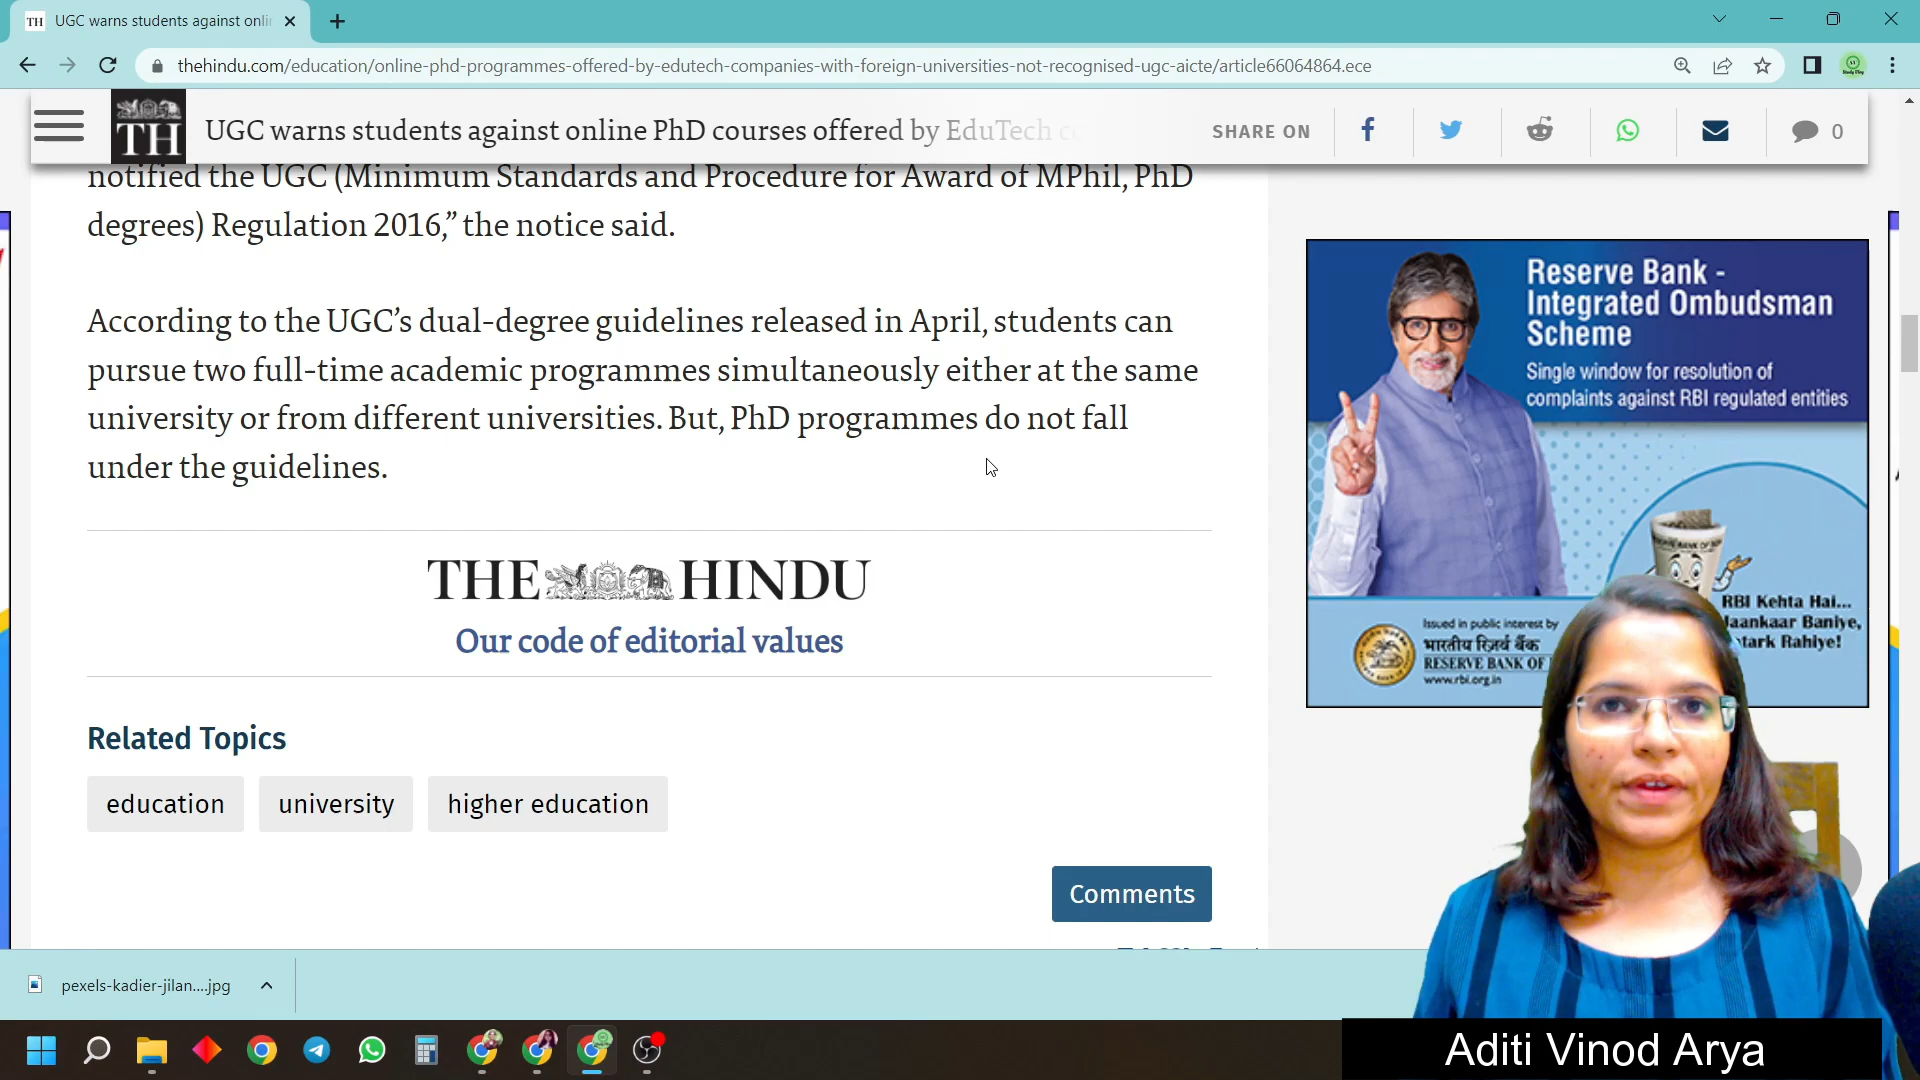 TH UGC warns students against onlin
thehindu.com/education/online-phd-programmes-offered-by-edutech-companies-with-foreign-universities-not-recognised-ugc-aicte/article66064864.ece
TH UGC warns students against online PhD courses offered by EduTech c
SHARE ON
0
notified the UGC (Minimum Standards and Procedure for Award of MPhil, PhD
degrees) Regulation 2016,” the notice said.
According to the UGC’s dual-degree guidelines released in April, students can
pursue two full-time academic programmes simultaneously either at the same
university or from different universities. But, PhD programmes do not fall
under the guidelines.
THE HINDU
Our code of editorial values
Related Topics
education
university
higher education
Comments
Reserve Bank -
Integrated Ombudsman
Scheme
Single window for resolution of
complaints against RBI regulated entities
RBI Kehta Hai...
Jaankaar Baniye,
tark Rahiye!
Issued in public interest by
भारतीय रिज़र्व बैंक
RESERVE BANK OF
www.rbi.org.in
pexels-kadier-jilan....jpg
Aditi Vinod Arya